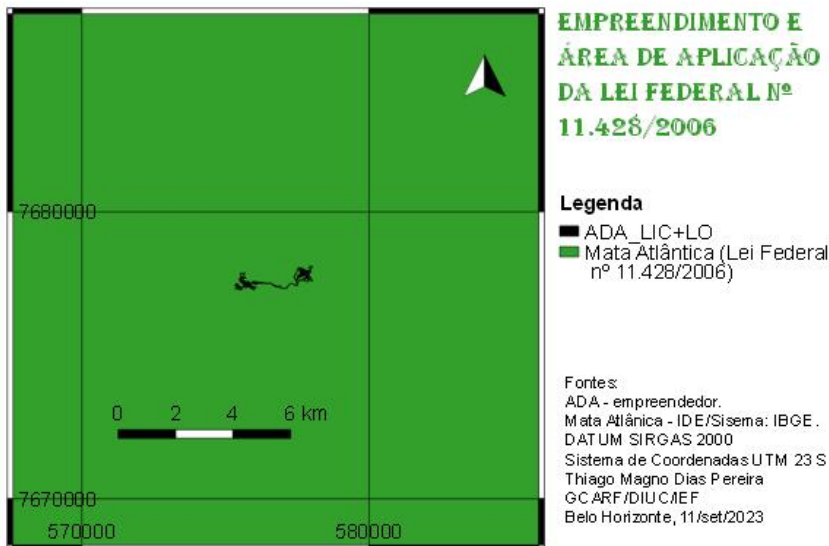 EMPREENDIMENTO E
ÁREA DE APLICAÇÃO
DA LEI FEDERAL Nº
11.428/2006
7680000
Legenda
ADA_LIC+LO
Mata Atlântica (Lei Federal
nº 11.428/2006)
0 2 4 6 km
7670000
570000 580000
Fontes:
ADA - empreendedor.
Mata Atlânica - IDE/Sisema: IBGE.
DATUM SIRGAS 2000
Sistema de Coordenadas UTM 23 S
Thiago Magno Dias Pereira
GCARF/DIUC/IEF
Belo Horizonte, 11/set/2023